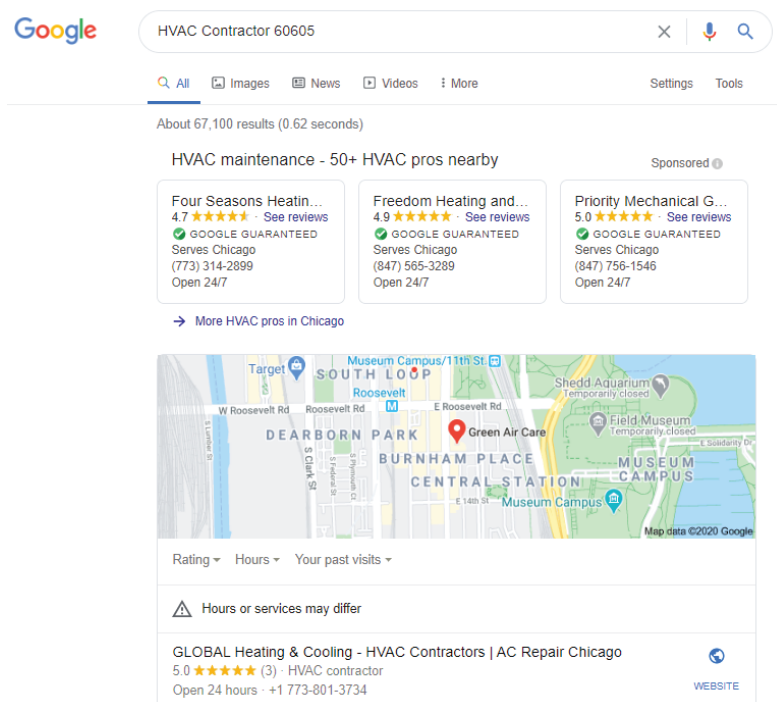 Google
HVAC Contractor 60605
All Images News Videos More Settings Tools
About 67,100 results (0.62 seconds)
HVAC maintenance - 50+ HVAC pros nearby
Sponsored
Four Seasons Heatin...
4.7 · See reviews
GOOGLE GUARANTEED
Serves Chicago
(773) 314-2899
Open 24/7
Freedom Heating and...
4.9 · See reviews
GOOGLE GUARANTEED
Serves Chicago
(847) 565-3289
Open 24/7
Priority Mechanical G...
5.0 · See reviews
GOOGLE GUARANTEED
Serves Chicago
(847) 756-1546
Open 24/7
More HVAC pros in Chicago
Museum Campus/11th St.
Target
SOUTH LOOP
Shedd Aquarium
Temporarily closed
Roosevelt
M
W Roosevelt Rd
Roosevelt Rd
E Roosevelt Rd
Field Museum
Temporarily closed
Green Air Care
DEARBORN PARK
E Solidarity Dr
S Lumber St
S Clark St
S Federal St
S Plymouth Ct
BURNHAM PLACE
MUSEUM
CAMPUS
CENTRAL STATION
E 14th St
Museum Campus
Map data ©2020 Google
Rating Hours Your past visits
Hours or services may differ
GLOBAL Heating & Cooling - HVAC Contractors | AC Repair Chicago
5.0 (3) · HVAC contractor
Open 24 hours · +1 773-801-3734
WEBSITE